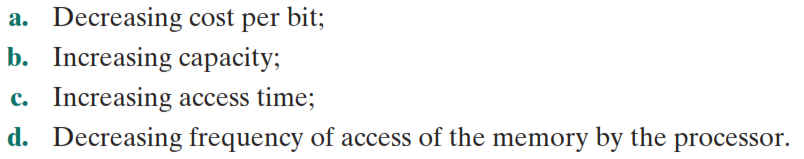 a. Decreasing cost per bit;
b. Increasing capacity;
c. Increasing access time;
d. Decreasing frequency of access of the memory by the processor.